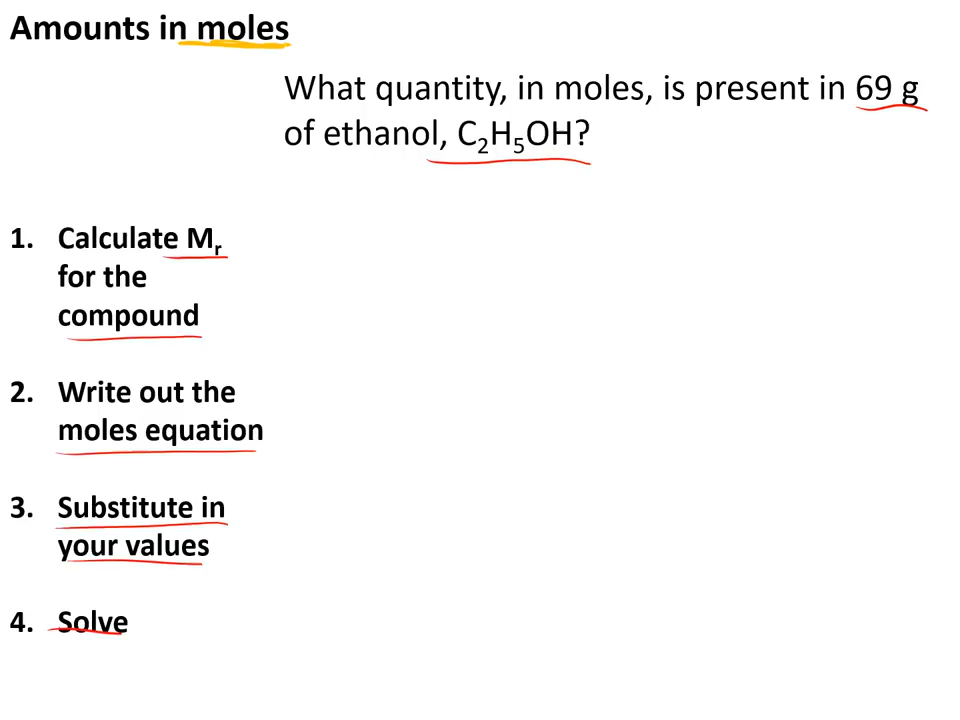 Amounts in moles
What quantity, in moles, is present in 69 g
of ethanol, C₂H₅OH?
1. Calculate Mᵣ
for the
compound
2. Write out the
moles equation
3. Substitute in
your values
4. Solve